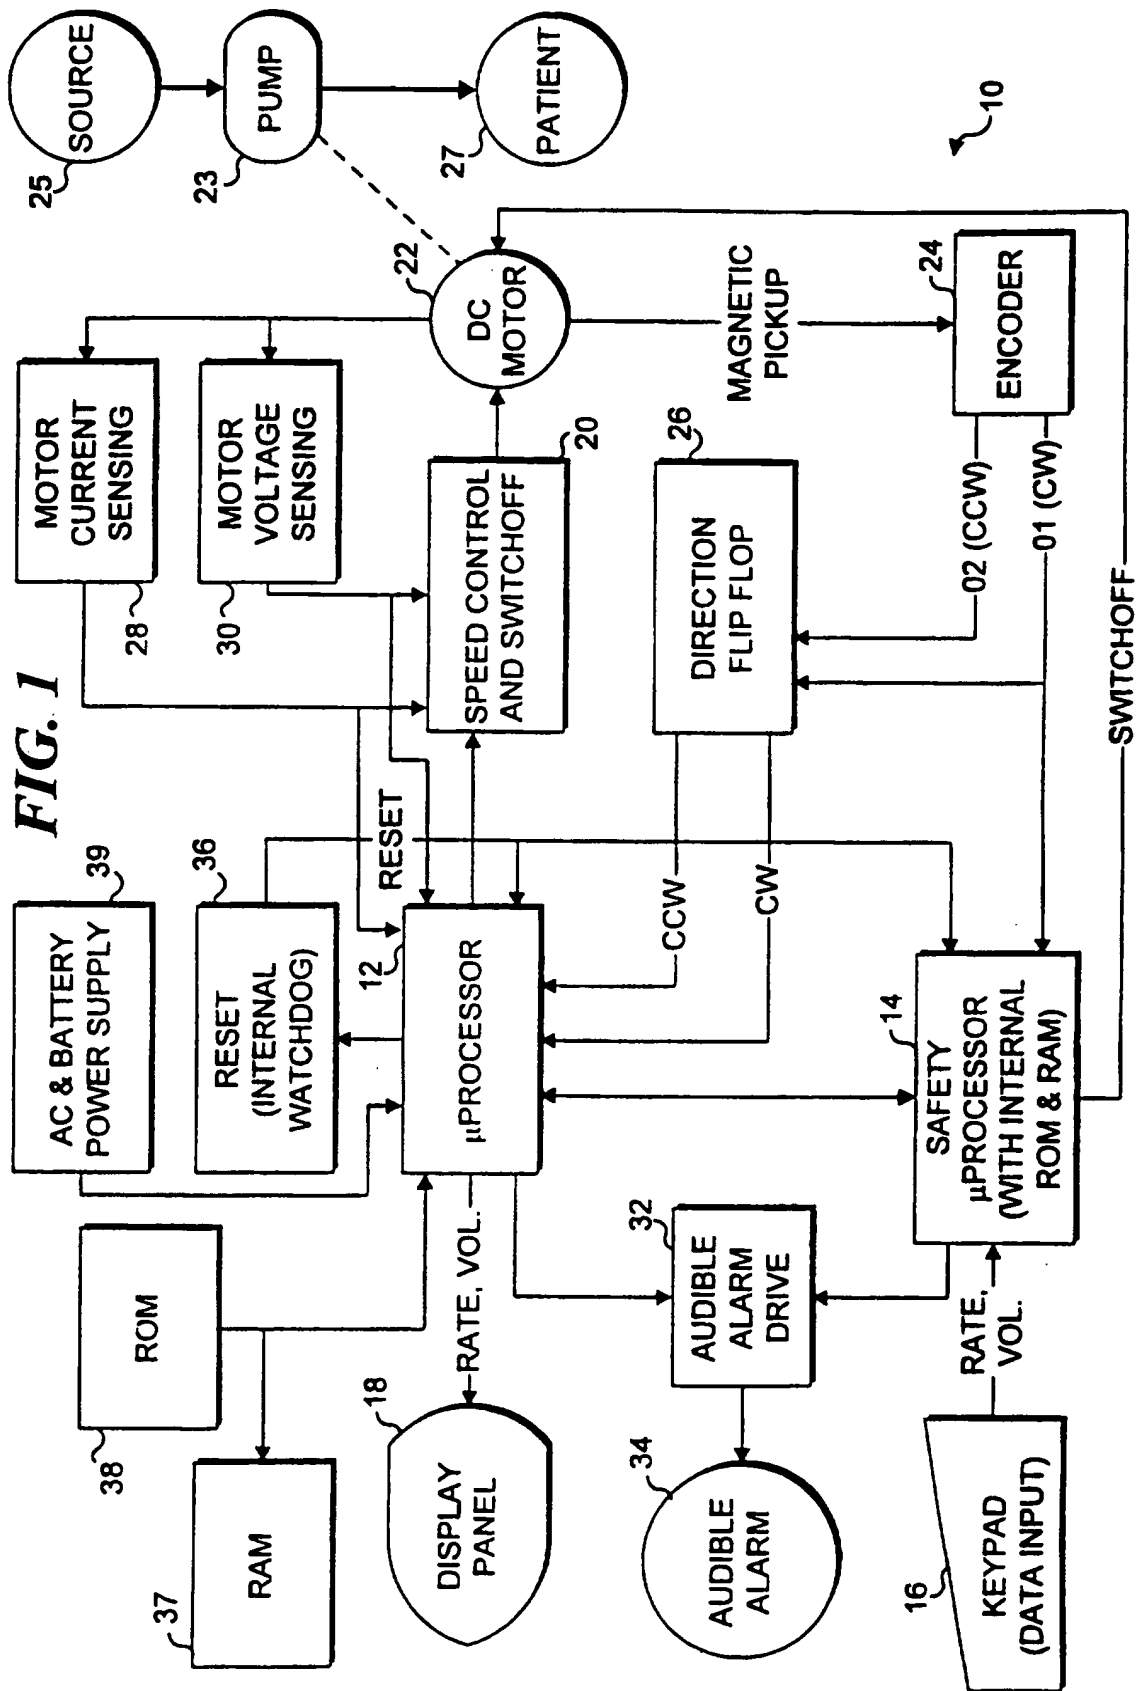 FIG. 1
38
ROM
37
RAM
39
AC & BATTERY
POWER SUPPLY
36
RESET
(INTERNAL
WATCHDOG)
RESET
28
MOTOR
CURRENT
SENSING
30
MOTOR
VOLTAGE
SENSING
25
SOURCE
23
PUMP
27
PATIENT
18
DISPLAY
PANEL
RATE, VOL.
12
μPROCESSOR
20
SPEED CONTROL
AND SWITCHOFF
22
DC
MOTOR
34
AUDIBLE
ALARM
32
AUDIBLE
ALARM
DRIVE
CCW
CW
26
DIRECTION
FLIP FLOP
MAGNETIC
PICKUP
10
16
KEYPAD
(DATA INPUT)
RATE,
VOL.
14
SAFETY
μPROCESSOR
(WITH INTERNAL
ROM & RAM)
02 (CCW)
01 (CW)
24
ENCODER
SWITCHOFF